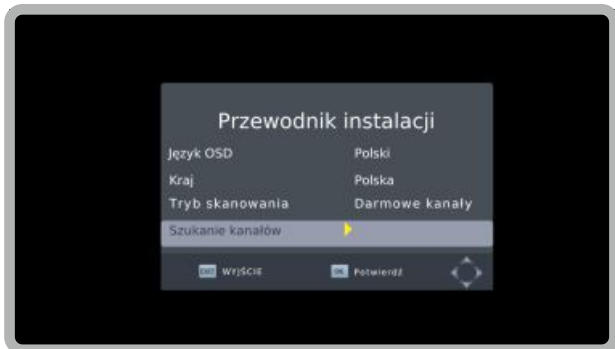 Przewodnik instalacji
Język OSD Polski
Kraj Polska
Tryb skanowania Darmowe kanały
Szukanie kanałów
EXIT WYJŚCIE OK Potwierdź